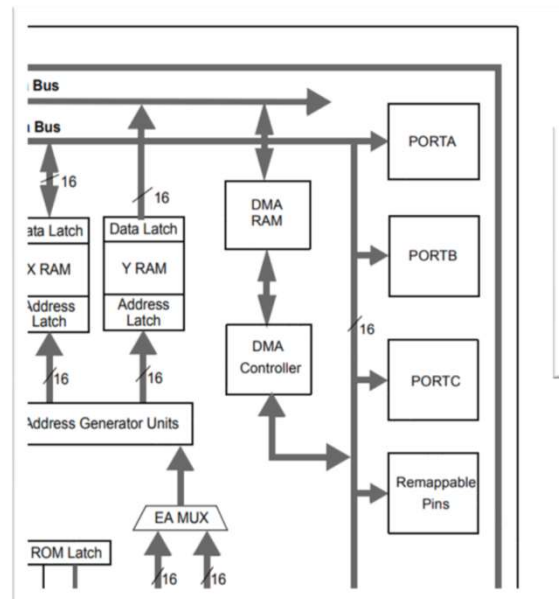 Bus
Bus
PORTA
16
16
DMA
RAM
Data Latch
Data Latch
X RAM
Y RAM
PORTB
Address
Latch
Address
Latch
16
DMA
Controller
16
16
PORTC
Address Generator Units
Remappable
Pins
EA MUX
ROM Latch
16
16